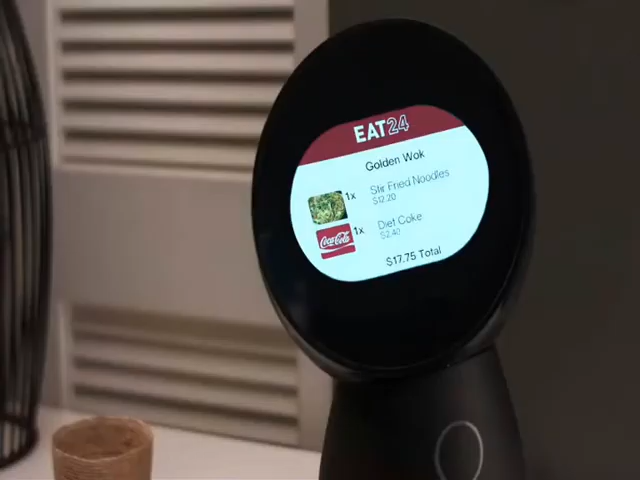 EAT24
Golden Wok
1x Stir Fried Noodles
$12.20
1x Diet Coke
$2.40
Coca-Cola
$17.75 Total